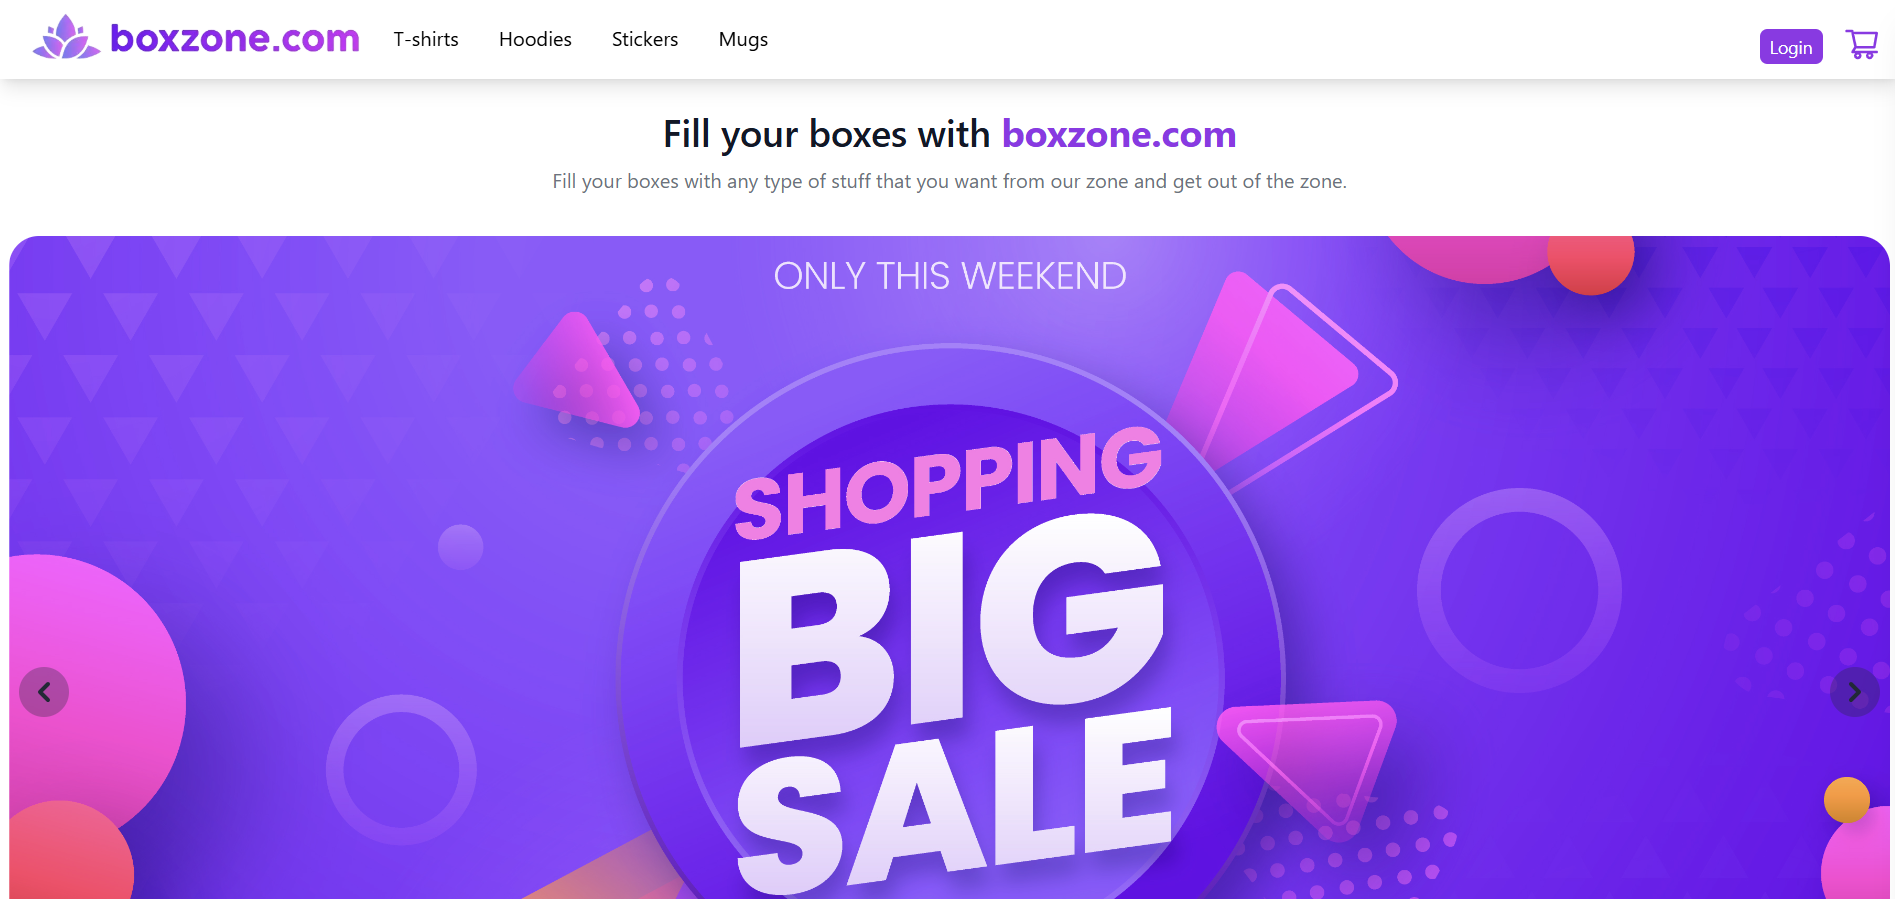 boxzone.com T-shirts Hoodies Stickers Mugs Login
Fill your boxes with boxzone.com
Fill your boxes with any type of stuff that you want from our zone and get out of the zone.
ONLY THIS WEEKEND
SHOPPING
BIG
SALE